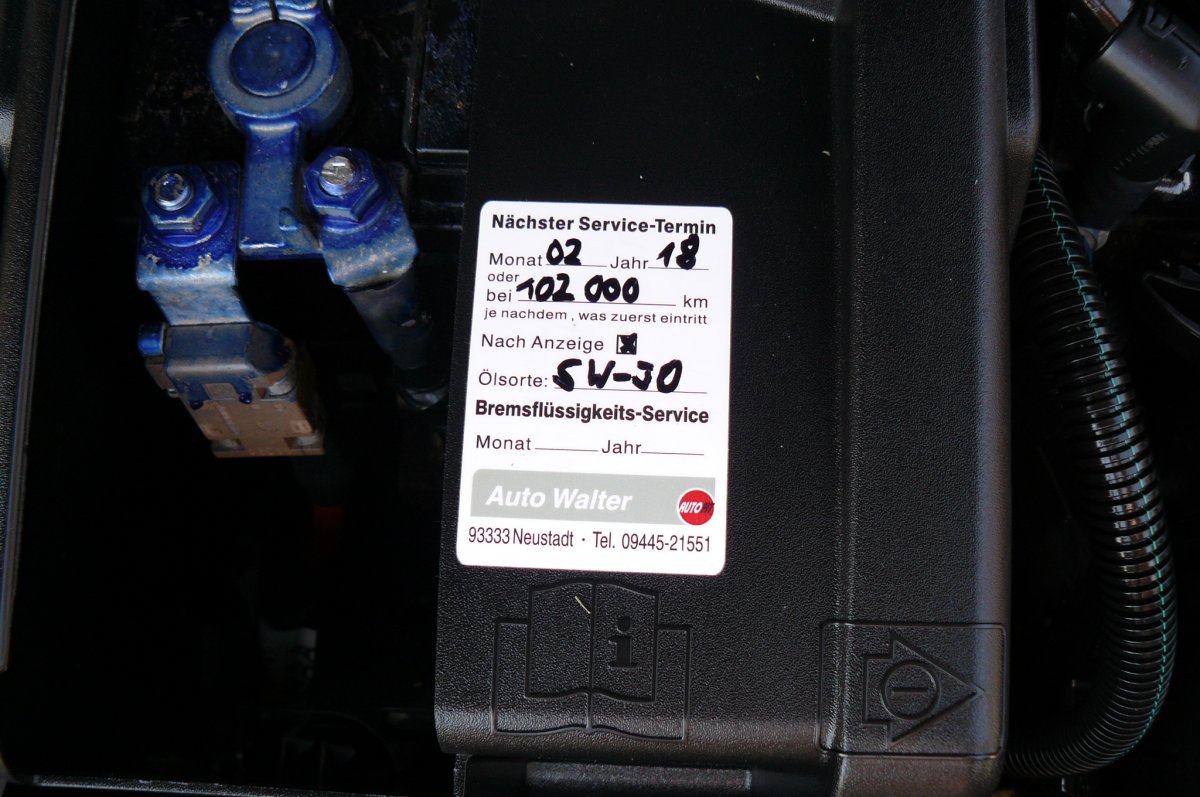 Nächster Service-Termin
Monat 02 Jahr 18
oder
bei 102 000 km
je nachdem, was zuerst eintritt
Nach Anzeige x
Ölsorte: 5W-30
Bremsflüssigkeits-Service
Monat Jahr
Auto Walter AUTOFIT
93333 Neustadt · Tel. 09445-21551
i